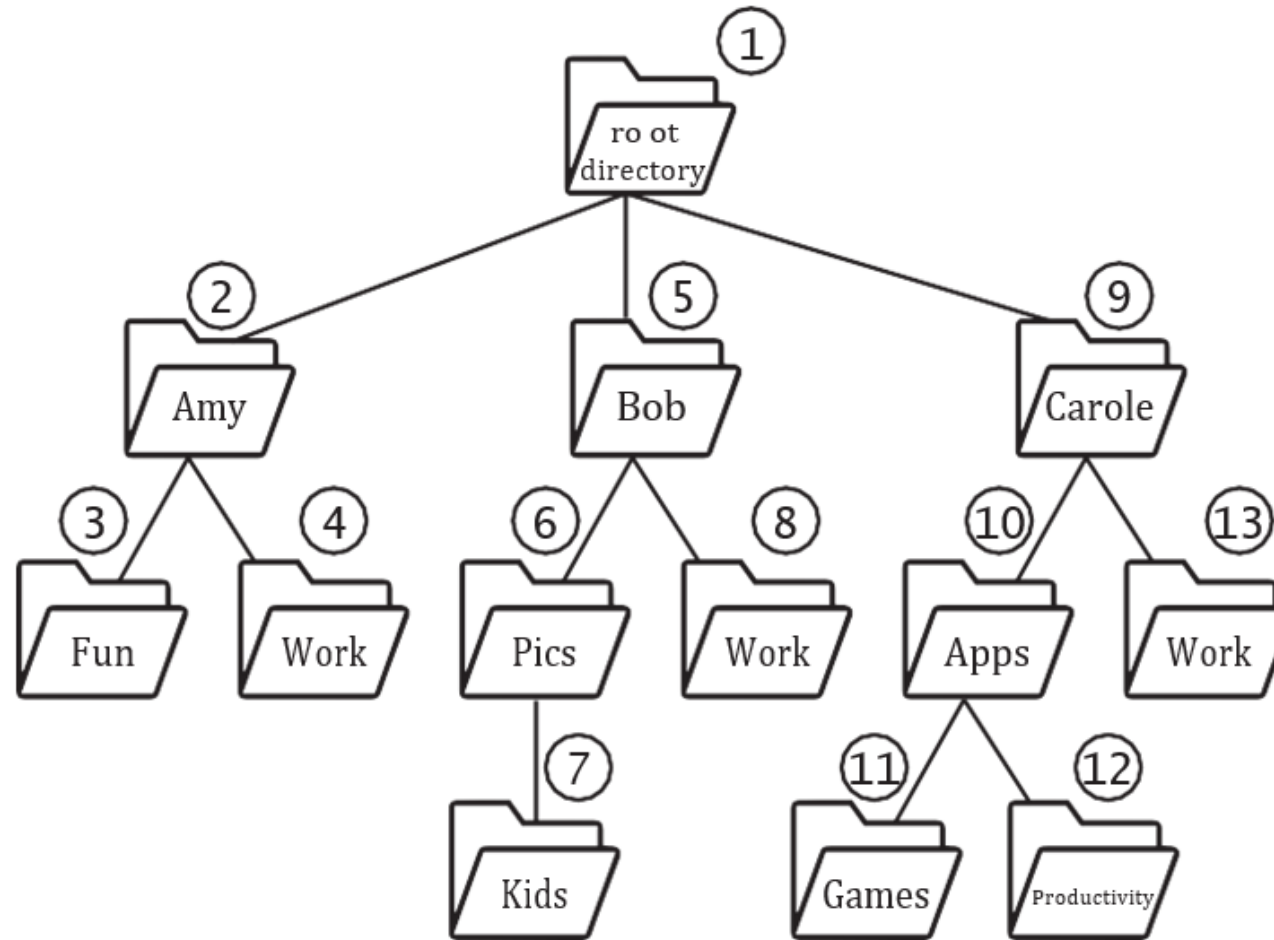 1
ro ot
directory
2
5
9
Amy
Bob
Carole
3
4
6
8
10
13
Fun
Work
Pics
Work
Apps
Work
7
11
12
Kids
Games
Productivity